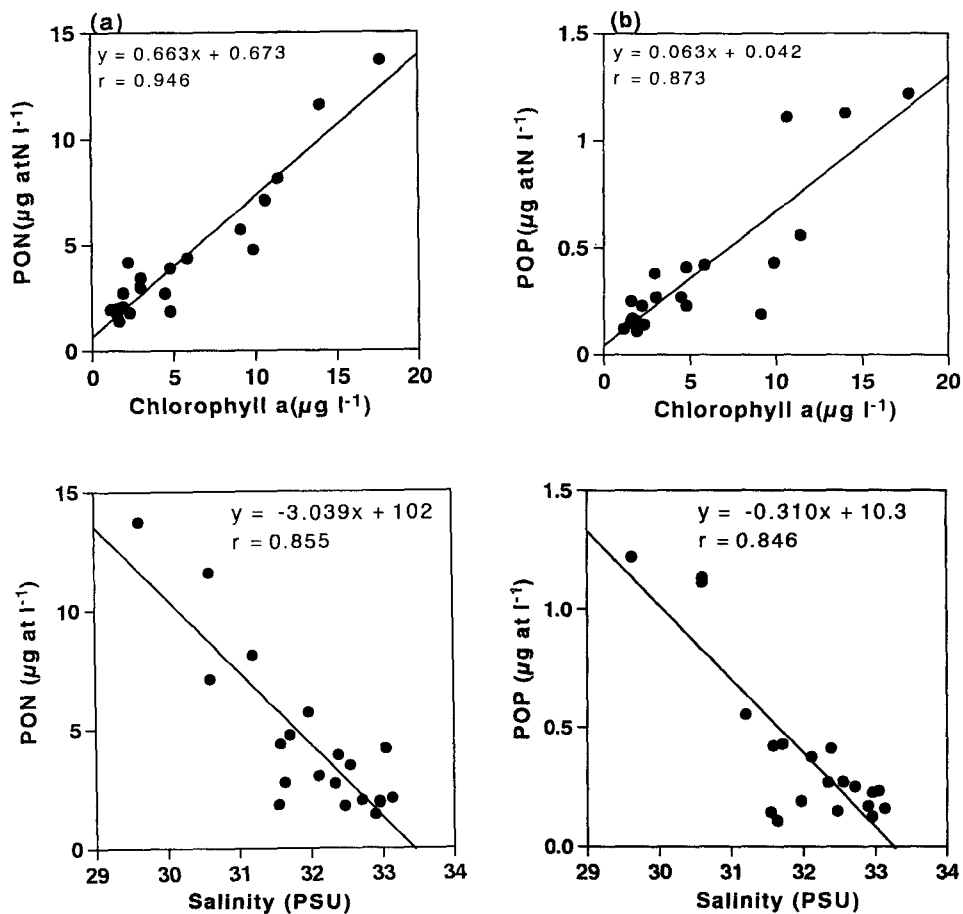 (a)
y = 0.663x + 0.673
r = 0.946
15
10
5
0
PON(µg atN l-1)
0 5 10 15 20
Chlorophyll a(µg l-1)
(b)
y = 0.063x + 0.042
r = 0.873
1.5
1
0.5
0
POP(µg atN l-1)
0 5 10 15 20
Chlorophyll a(µg l-1)
y = -3.039x + 102
r = 0.855
15
10
5
0
PON (µg at l-1)
29 30 31 32 33 34
Salinity (PSU)
y = -0.310x + 10.3
r = 0.846
1.5
1.0
0.5
0.0
POP (µg at l-1)
29 30 31 32 33 34
Salinity (PSU)